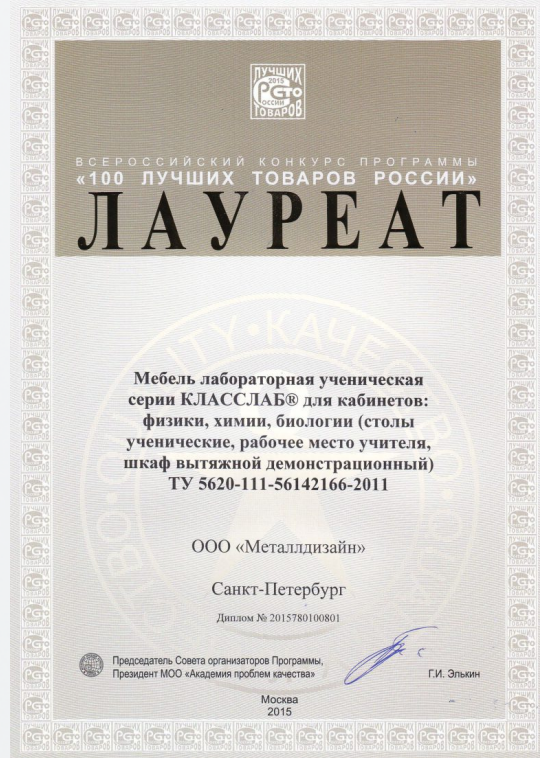 ЛУЧШИХ
2015
РОССИИ
ТОВАРОВ
ВСЕРОССИЙСКИЙ КОНКУРС ПРОГРАММЫ
«100 ЛУЧШИХ ТОВАРОВ РОССИИ»
ЛАУРЕАТ
QUALITY•КАЧЕСТВО
Мебель лабораторная ученическая
серии КЛАССЛАБ® для кабинетов:
физики, химии, биологии (столы
ученические, рабочее место учителя,
шкаф вытяжной демонстрационный)
ТУ 5620-111-56142166-2011
ООО «Металлдизайн»
Санкт-Петербург
Диплом № 2015780100801
Председатель Совета организаторов Программы,
Президент МОО «Академия проблем качества»
Г.И. Элькин
Москва
2015